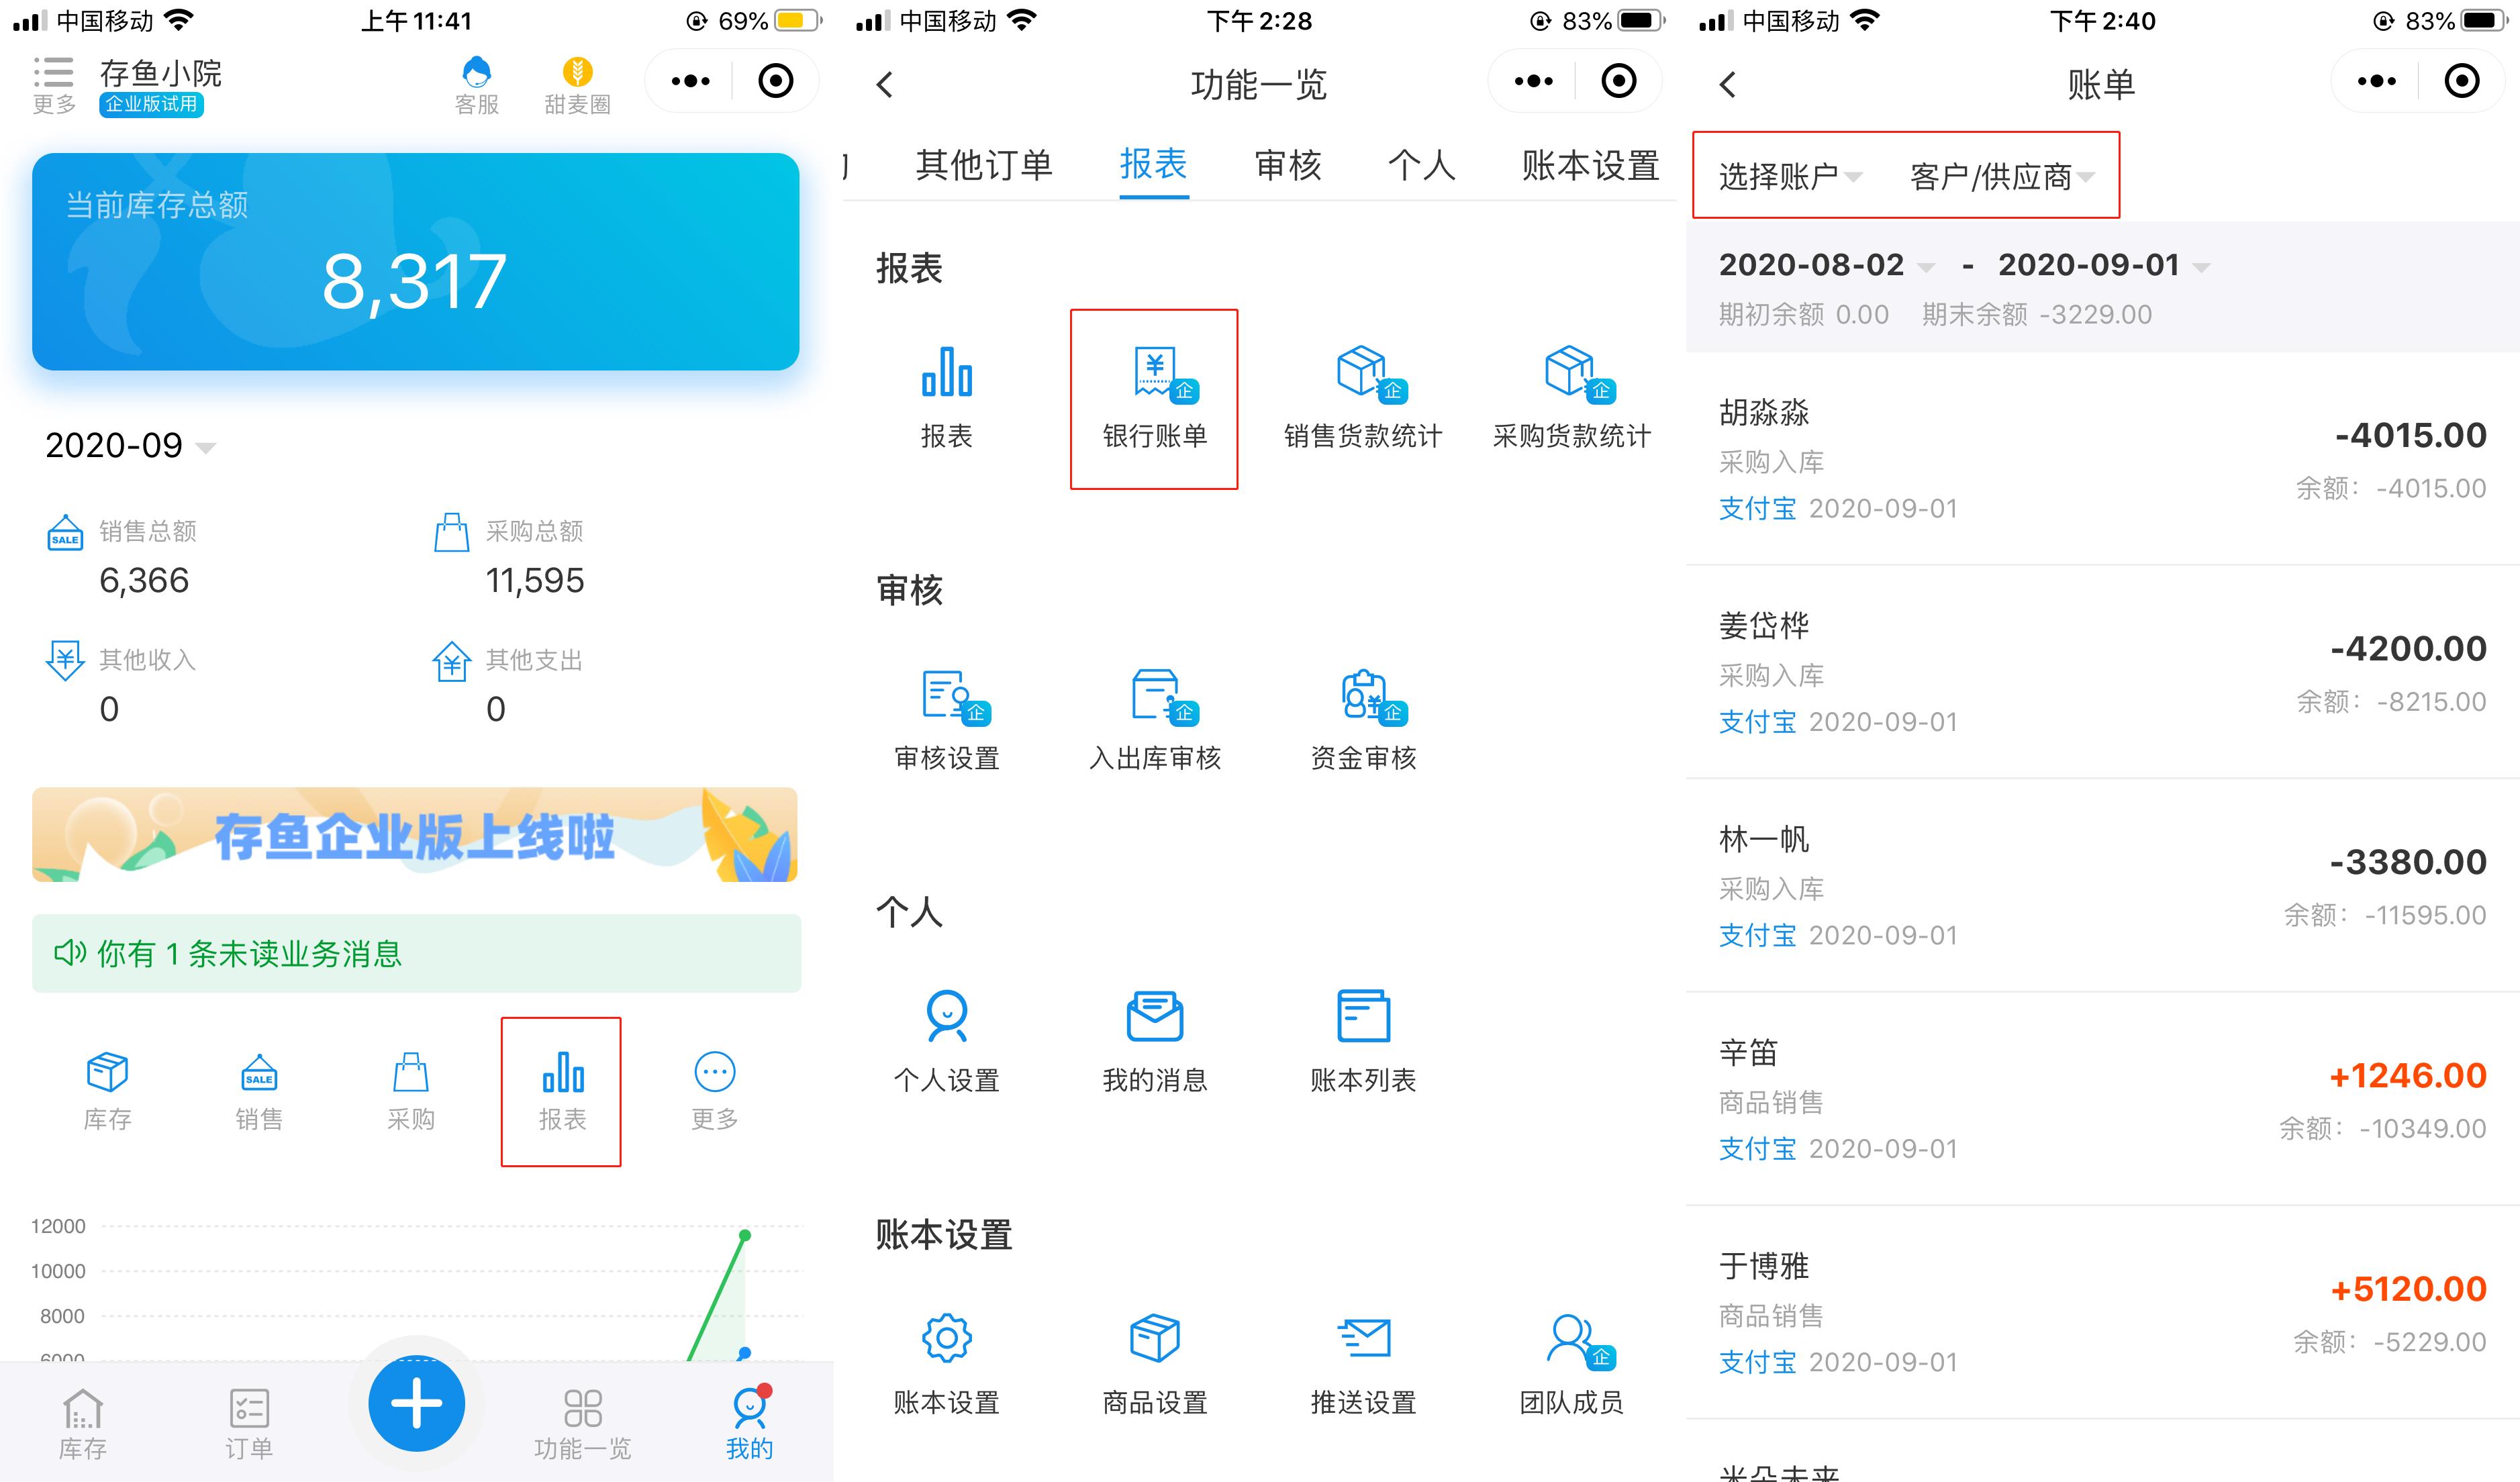 中国移动
上午 11:41
69%
更多
存鱼小院
企业版试用
客服
甜麦圈
当前库存总额
8,317
2020-09
销售总额
6,366
采购总额
11,595
其他收入
0
其他支出
0
存鱼企业版上线啦
你有 1 条未读业务消息
库存
SALE
销售
采购
报表
更多
12000
10000
8000
6000
库存
订单
功能一览
我的
中国移动
下午 2:28
83%
功能一览
其他订单
报表
审核
个人
账本设置
报表
报表
企
银行账单
企
销售货款统计
企
采购货款统计
审核
企
审核设置
企
入出库审核
企
资金审核
个人
个人设置
我的消息
账本列表
账本设置
账本设置
商品设置
推送设置
企
团队成员
中国移动
下午 2:40
83%
账单
选择账户
客户/供应商
2020-08-02 - 2020-09-01
期初余额 0.00 期末余额 -3229.00
胡淼淼
-4015.00
采购入库
余额：-4015.00
支付宝 2020-09-01
姜岱桦
-4200.00
采购入库
余额：-8215.00
支付宝 2020-09-01
林一帆
-3380.00
采购入库
余额：-11595.00
支付宝 2020-09-01
辛笛
+1246.00
商品销售
余额：-10349.00
支付宝 2020-09-01
于博雅
+5120.00
商品销售
余额：-5229.00
支付宝 2020-09-01
米朵未来